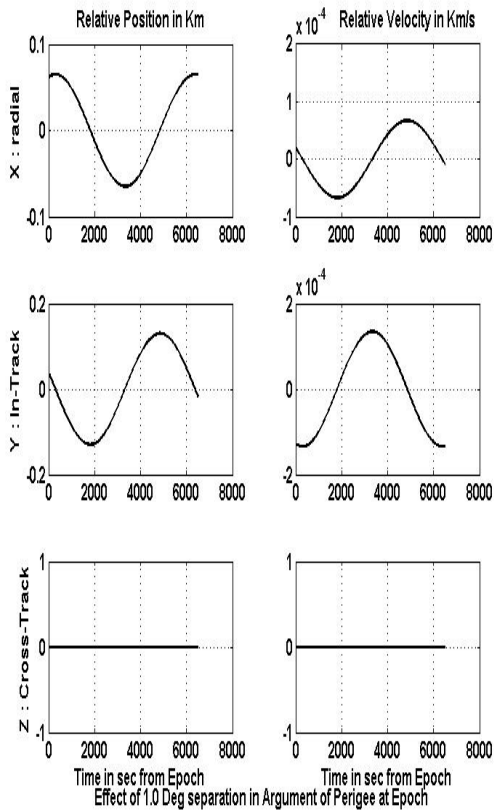 Relative Position in Km
Relative Velocity in Km/s
x 10^-4
0.1
0
-0.1
X : radial
0 2000 4000 6000 8000
2
1
0
-1
0 2000 4000 6000 8000
x 10^-4
0.2
0
-0.2
Y : In-Track
0 2000 4000 6000 8000
2
0
-2
0 2000 4000 6000 8000
1
0
-1
Z : Cross-Track
0 2000 4000 6000 8000
1
0
-1
0 2000 4000 6000 8000
Time in sec from Epoch
Time in sec from Epoch
Effect of 1.0 Deg separation in Argument of Perigee at Epoch